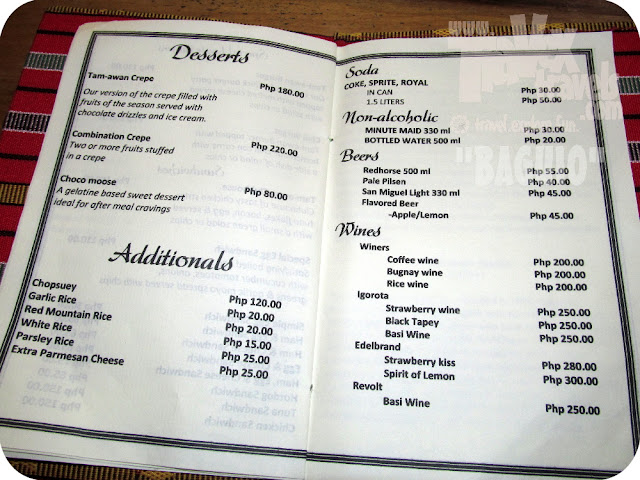 Desserts
Tam-awan Crepe Php 180.00
Our version of the crepe filled with
fruits of the season served with
chocolate drizzles and ice cream.
Combination Crepe Php 220.00
Two or more fruits stuffed
in a crepe
Choco moose Php 80.00
A gelatine based sweet dessert
ideal for after meal cravings
Additionals
Chopsuey Php 120.00
Garlic Rice Php 20.00
Red Mountain Rice Php 20.00
White Rice Php 15.00
Parsley Rice Php 25.00
Extra Parmesan Cheese Php 25.00
Soda
COKE, SPRITE, ROYAL
IN CAN Php 30.00
1.5 LITERS Php 50.00
Non-alcoholic
MINUTE MAID 330 ml Php 30.00
BOTTLED WATER 500 ml Php 20.00
Beers
Redhorse 500 ml Php 55.00
Pale Pilsen Php 40.00
San Miguel Light 330 ml Php 45.00
Flavored Beer
-Apple/Lemon Php 45.00
Wines
Winers
Coffee wine Php 200.00
Bugnay wine Php 200.00
Rice wine Php 200.00
Igorota
Strawberry wine Php 250.00
Black Tapey Php 250.00
Basi Wine Php 250.00
Edelbrand
Strawberry kiss Php 280.00
Spirit of Lemon Php 300.00
Revolt
Basi Wine Php 250.00
www.
travels
.com
travel. explore. fun.
"BAGUIO"